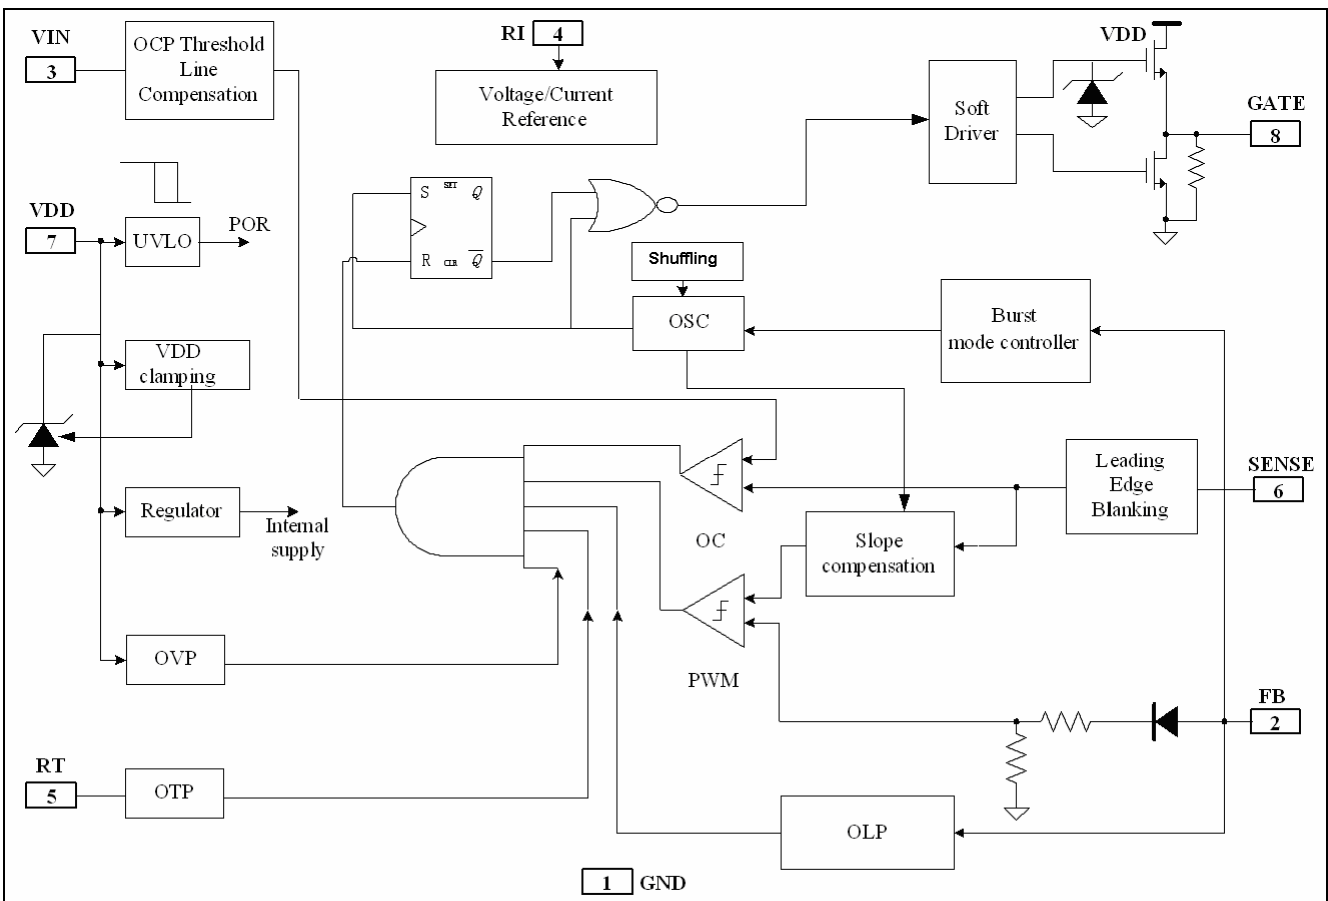 VIN
3
OCP Threshold
Line
Compensation
RI
4
Voltage/Current
Reference
VDD
Soft
Driver
GATE
8
VDD
7
UVLO
POR
S
SET
Q
R
CLR
Q
Shuffling
OSC
Burst
mode controller
VDD
clamping
Regulator
Internal
supply
OC
Leading
Edge
Blanking
SENSE
6
Slope
compensation
OVP
PWM
FB
2
RT
5
OTP
OLP
1
GND